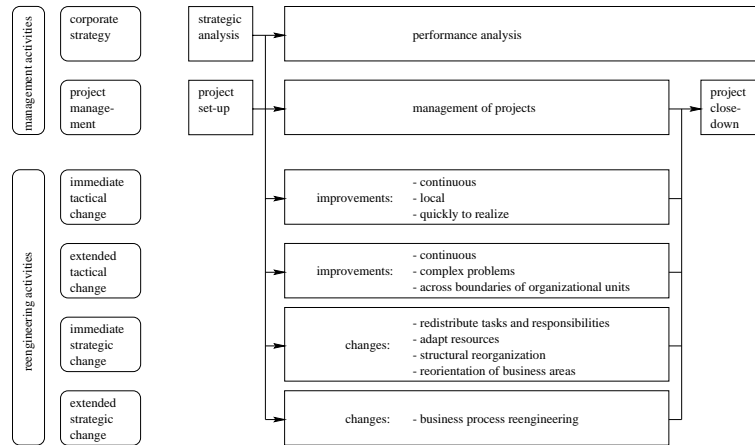 management activities
corporate
strategy
strategic
analysis
performance analysis
project
manage-
ment
project
set-up
management of projects
project
close-
down
reengineering activities
immediate
tactical
change
improvements:
- continuous
- local
- quickly to realize
extended
tactical
change
improvements:
- continuous
- complex problems
- across boundaries of organizational units
immediate
strategic
change
changes:
- redistribute tasks and responsibilities
- adapt resources
- structural reorganization
- reorientation of business areas
extended
strategic
change
changes:
- business process reengineering